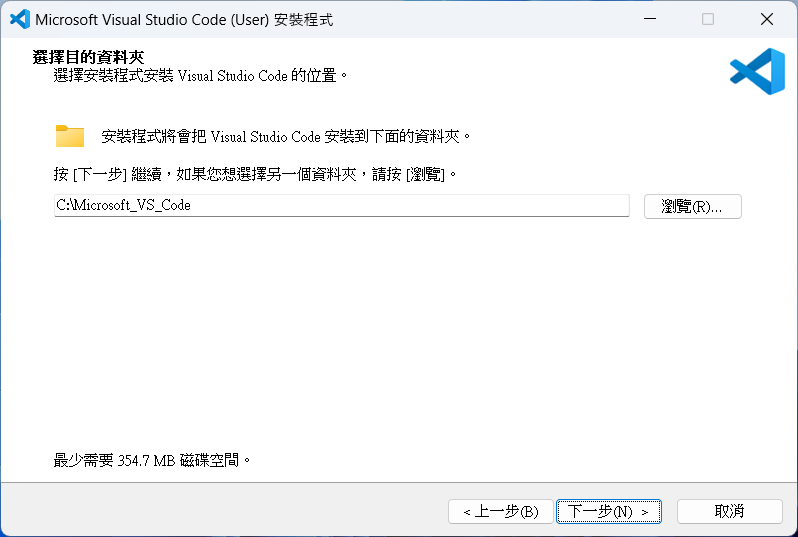 Microsoft Visual Studio Code (User) 安裝程式
選擇目的資料夾
選擇安裝程式安裝 Visual Studio Code 的位置。
安裝程式將會把 Visual Studio Code 安裝到下面的資料夾。
按 [下一步] 繼續，如果您想選擇另一個資料夾，請按 [瀏覽]。
C:\Microsoft_VS_Code
瀏覽(R)...
最少需要 354.7 MB 磁碟空間。
< 上一步(B)
下一步(N) >
取消